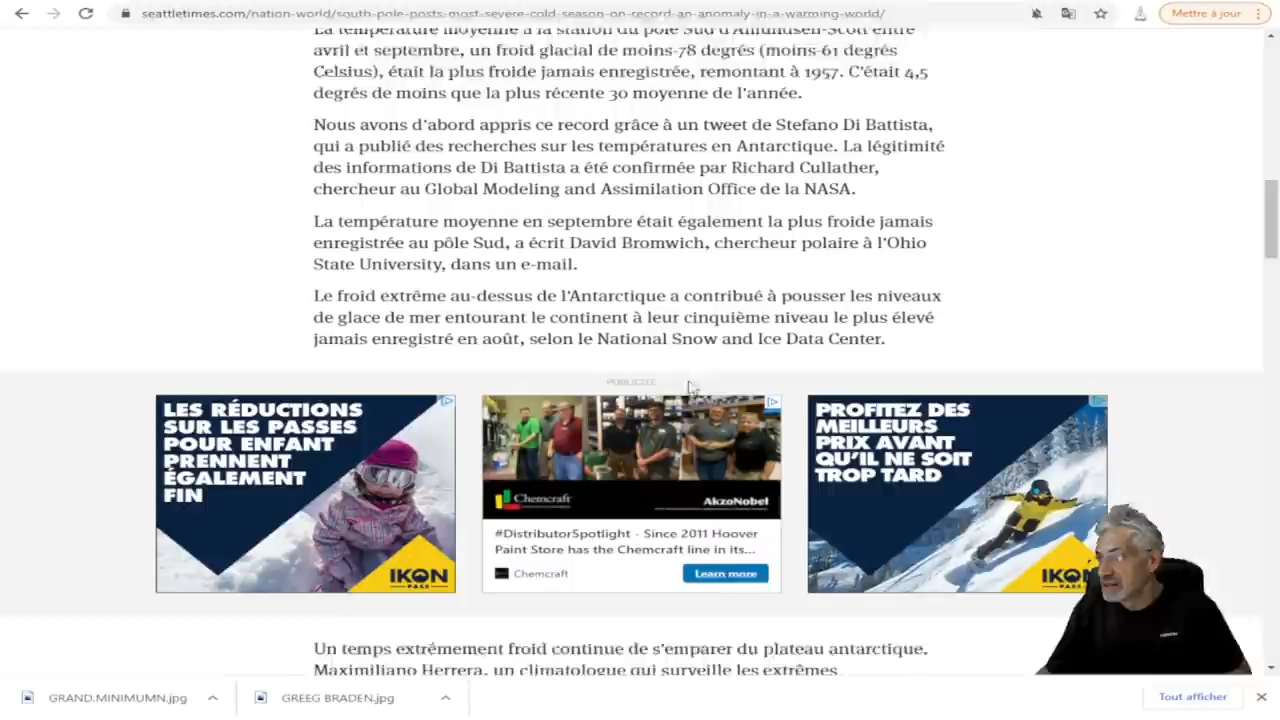 seattletimes.com/nation-world/south-pole-posts-most-severe-cold-season-on-record-an-anomaly-in-a-warming-world/
Mettre à jour
La température moyenne à la station du pôle Sud d'Amundsen-Scott entre
avril et septembre, un froid glacial de moins-78 degrés (moins-61 degrés
Celsius), était la plus froide jamais enregistrée, remontant à 1957. C'était 4,5
degrés de moins que la plus récente 30 moyenne de l'année.
Nous avons d'abord appris ce record grâce à un tweet de Stefano Di Battista,
qui a publié des recherches sur les températures en Antarctique. La légitimité
des informations de Di Battista a été confirmée par Richard Cullather,
chercheur au Global Modeling and Assimilation Office de la NASA.
La température moyenne en septembre était également la plus froide jamais
enregistrée au pôle Sud, a écrit David Bromwich, chercheur polaire à l'Ohio
State University, dans un e-mail.
Le froid extrême au-dessus de l'Antarctique a contribué à pousser les niveaux
de glace de mer entourant le continent à leur cinquième niveau le plus élevé
jamais enregistré en août, selon le National Snow and Ice Data Center.
PUBLICITÉ
LES RÉDUCTIONS
SUR LES PASSES
POUR ENFANT
PRENNENT
ÉGALEMENT
FIN
IKON
PASS
Chemcraft
AkzoNobel
#DistributorSpotlight - Since 2011 Hoover
Paint Store has the Chemcraft line in its...
Chemcraft
Learn more
PROFITEZ DES
MEILLEURS
PRIX AVANT
QU'IL NE SOIT
TROP TARD
IKON
PASS
Un temps extrêmement froid continue de s'emparer du plateau antarctique.
Maximiliano Herrera, un climatologue qui surveille les extrêmes
GRAND.MINIMUMN.jpg
GREEG BRADEN.jpg
Tout afficher